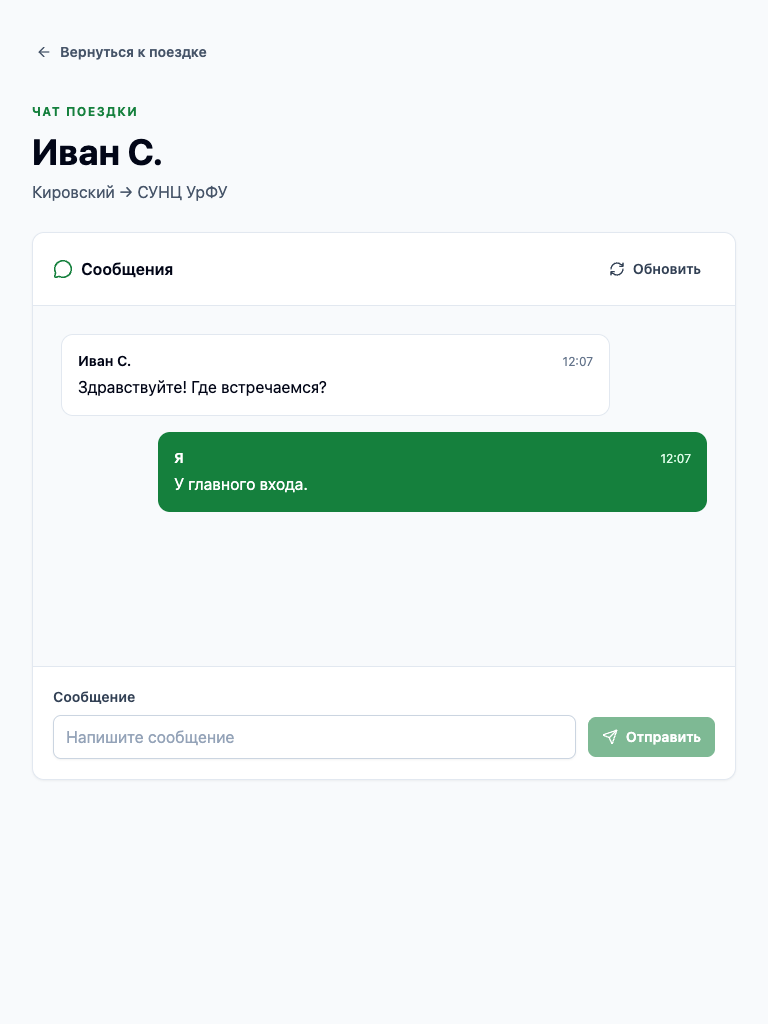 Вернуться к поездке
ЧАТ ПОЕЗДКИ
Иван С.
Кировский → СУНЦ УрФУ
Сообщения
Обновить
Иван С. 12:07
Здравствуйте! Где встречаемся?
Я 12:07
У главного входа.
Сообщение
Напишите сообщение
Отправить